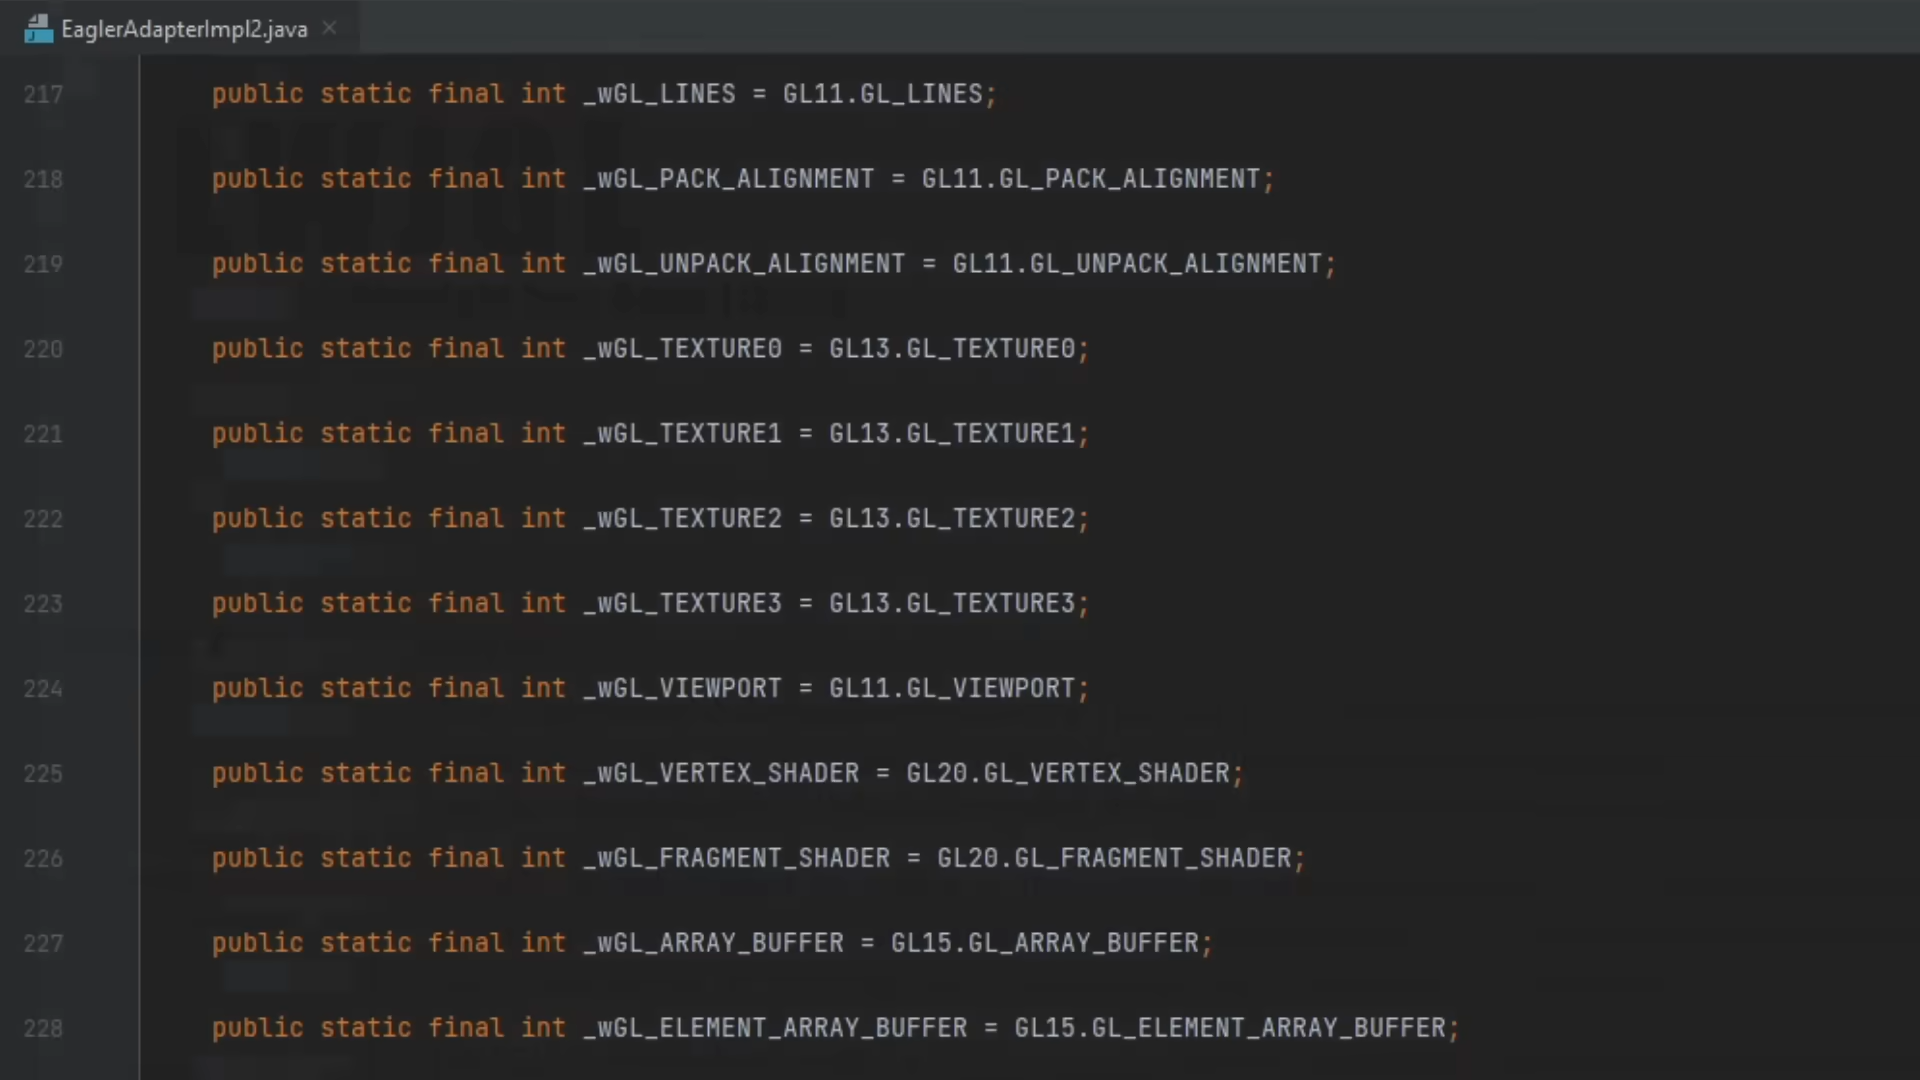 EaglerAdapterImpl2.java
217 public static final int _wGL_LINES = GL11.GL_LINES;
218 public static final int _wGL_PACK_ALIGNMENT = GL11.GL_PACK_ALIGNMENT;
219 public static final int _wGL_UNPACK_ALIGNMENT = GL11.GL_UNPACK_ALIGNMENT;
220 public static final int _wGL_TEXTURE0 = GL13.GL_TEXTURE0;
221 public static final int _wGL_TEXTURE1 = GL13.GL_TEXTURE1;
222 public static final int _wGL_TEXTURE2 = GL13.GL_TEXTURE2;
223 public static final int _wGL_TEXTURE3 = GL13.GL_TEXTURE3;
224 public static final int _wGL_VIEWPORT = GL11.GL_VIEWPORT;
225 public static final int _wGL_VERTEX_SHADER = GL20.GL_VERTEX_SHADER;
226 public static final int _wGL_FRAGMENT_SHADER = GL20.GL_FRAGMENT_SHADER;
227 public static final int _wGL_ARRAY_BUFFER = GL15.GL_ARRAY_BUFFER;
228 public static final int _wGL_ELEMENT_ARRAY_BUFFER = GL15.GL_ELEMENT_ARRAY_BUFFER;